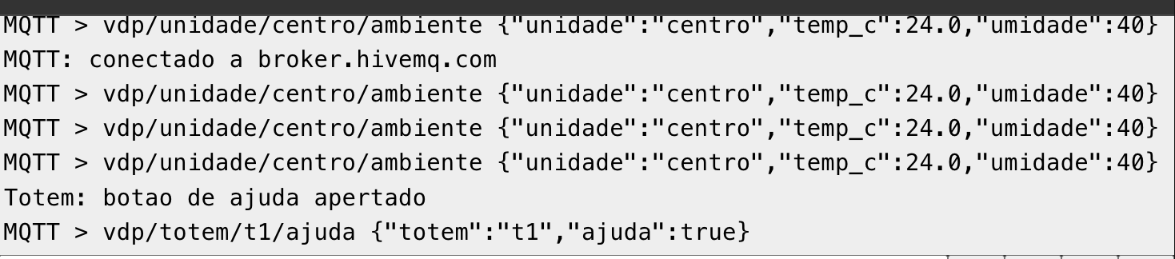 MQTT > vdp/unidade/centro/ambiente {"unidade":"centro","temp_c":24.0,"umidade":40}
MQTT: conectado a broker.hivemq.com
MQTT > vdp/unidade/centro/ambiente {"unidade":"centro","temp_c":24.0,"umidade":40}
MQTT > vdp/unidade/centro/ambiente {"unidade":"centro","temp_c":24.0,"umidade":40}
MQTT > vdp/unidade/centro/ambiente {"unidade":"centro","temp_c":24.0,"umidade":40}
Totem: botao de ajuda apertado
MQTT > vdp/totem/t1/ajuda {"totem":"t1","ajuda":true}